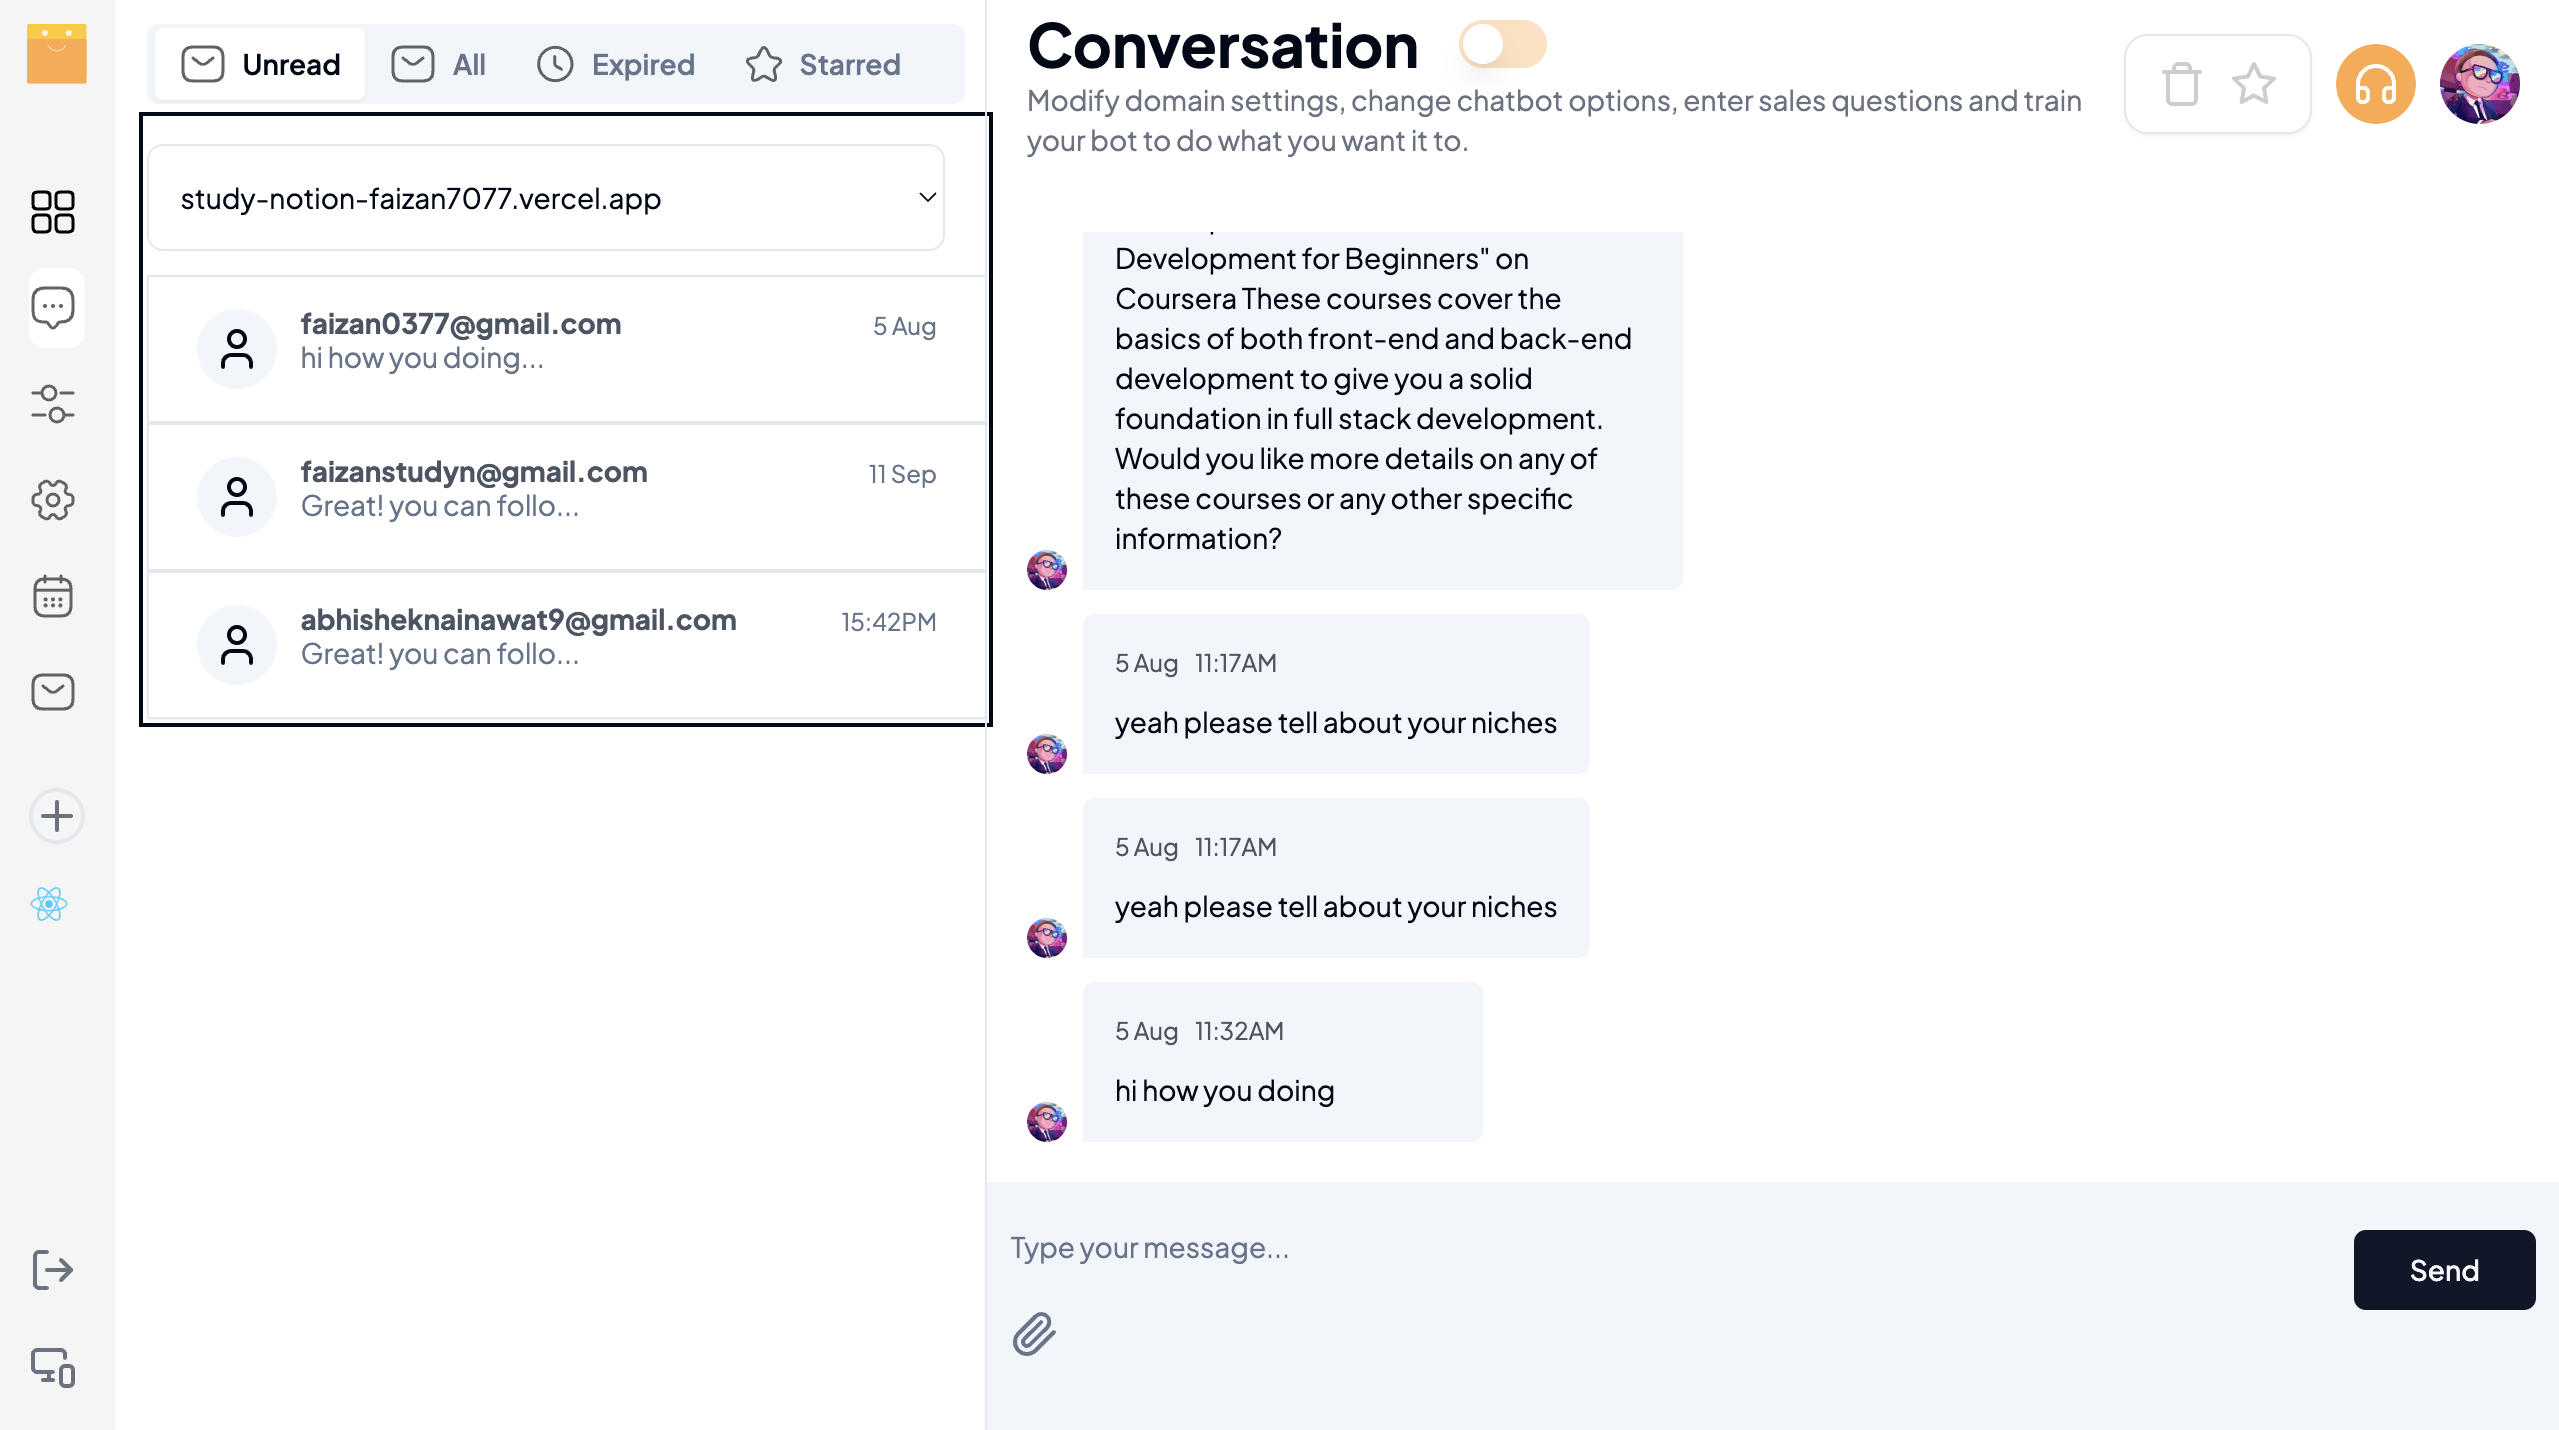 Unread
All
Expired
Starred
study-notion-faizan7077.vercel.app
faizan0377@gmail.com
5 Aug
hi how you doing...
faizanstudyn@gmail.com
11 Sep
Great! you can follo...
abhisheknainawat9@gmail.com
15:42PM
Great! you can follo...
Conversation
Modify domain settings, change chatbot options, enter sales questions and train
your bot to do what you want it to.
Development for Beginners" on
Coursera These courses cover the
basics of both front-end and back-end
development to give you a solid
foundation in full stack development.
Would you like more details on any of
these courses or any other specific
information?
5 Aug 11:17AM
yeah please tell about your niches
5 Aug 11:17AM
yeah please tell about your niches
5 Aug 11:32AM
hi how you doing
Type your message...
Send